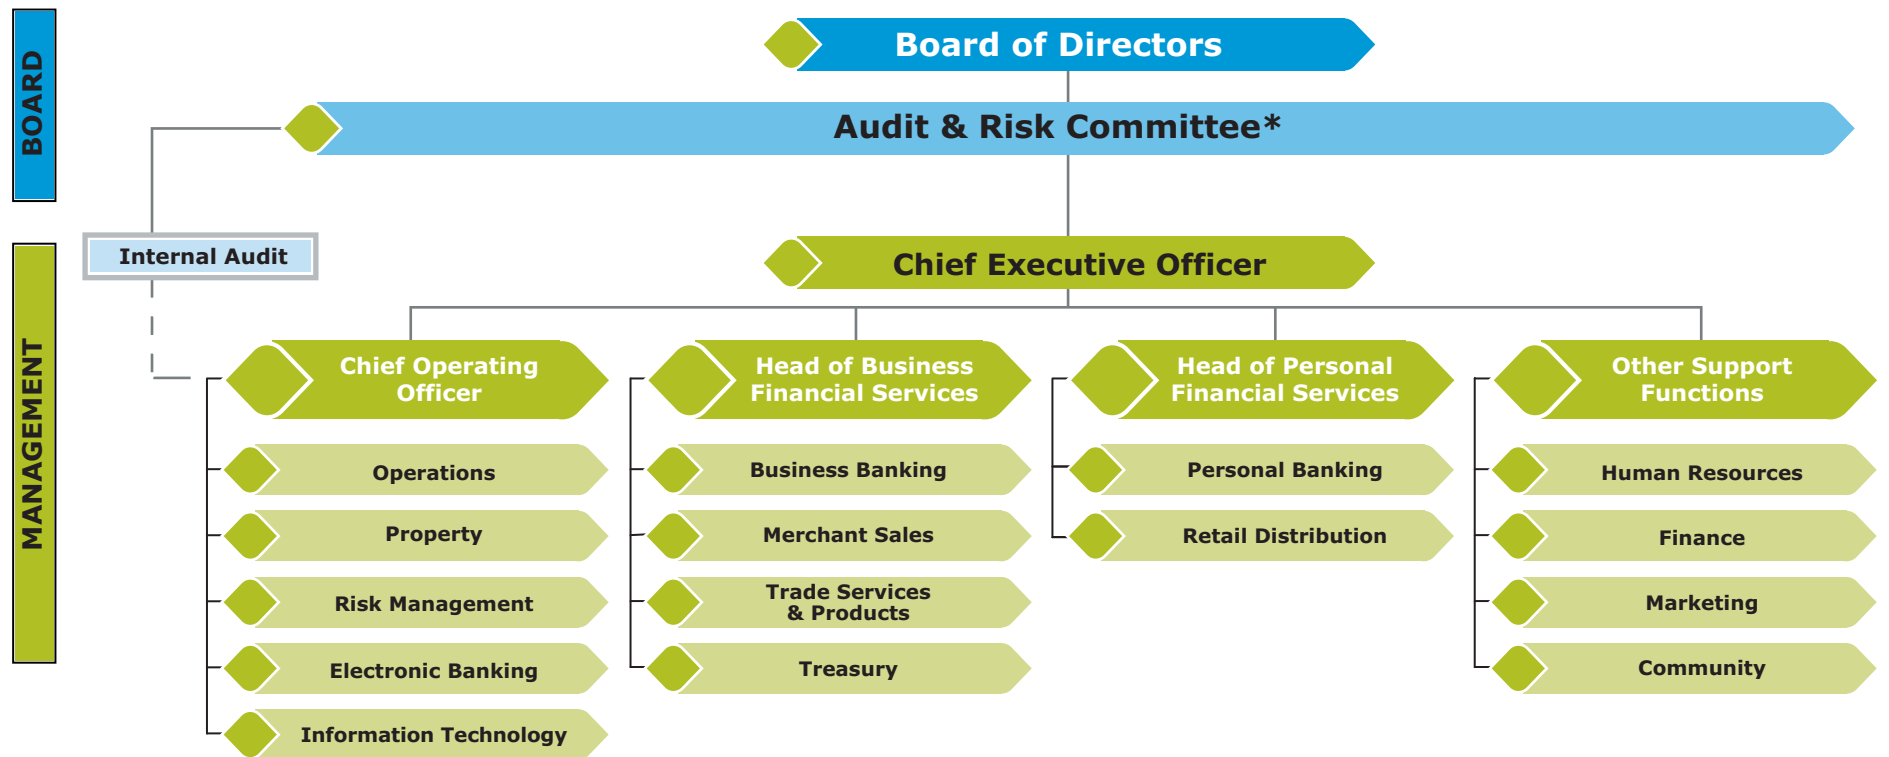 BOARD
Board of Directors
Audit & Risk Committee*
MANAGEMENT
Internal Audit
Chief Executive Officer
Chief Operating
Officer
Operations
Property
Risk Management
Electronic Banking
Information Technology
Head of Business
Financial Services
Business Banking
Merchant Sales
Trade Services
& Products
Treasury
Head of Personal
Financial Services
Personal Banking
Retail Distribution
Other Support
Functions
Human Resources
Finance
Marketing
Community